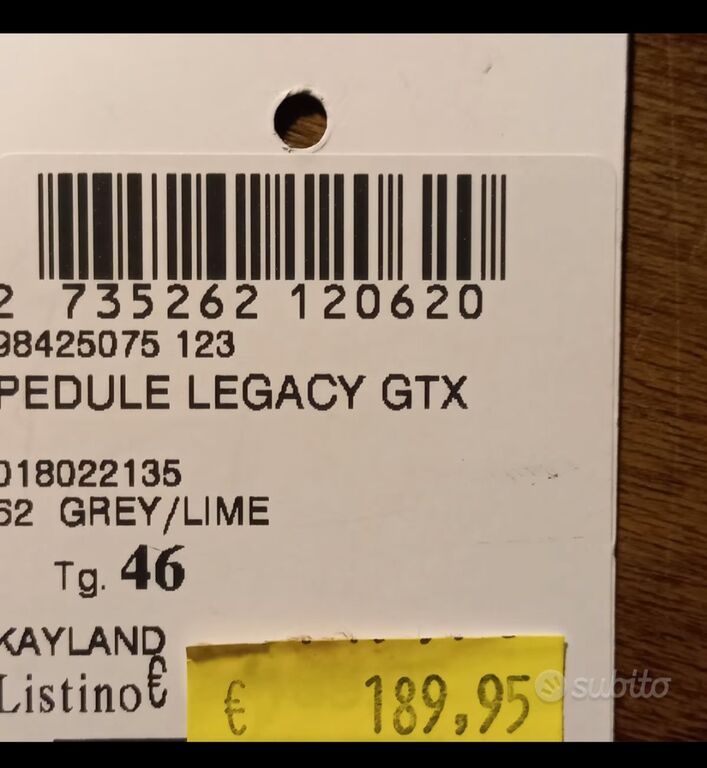 2 735262 120620
98425075 123
PEDULE LEGACY GTX
018022135
62 GREY/LIME
Tg. 46
KAYLAND
Listino€
€ 189,95
subito